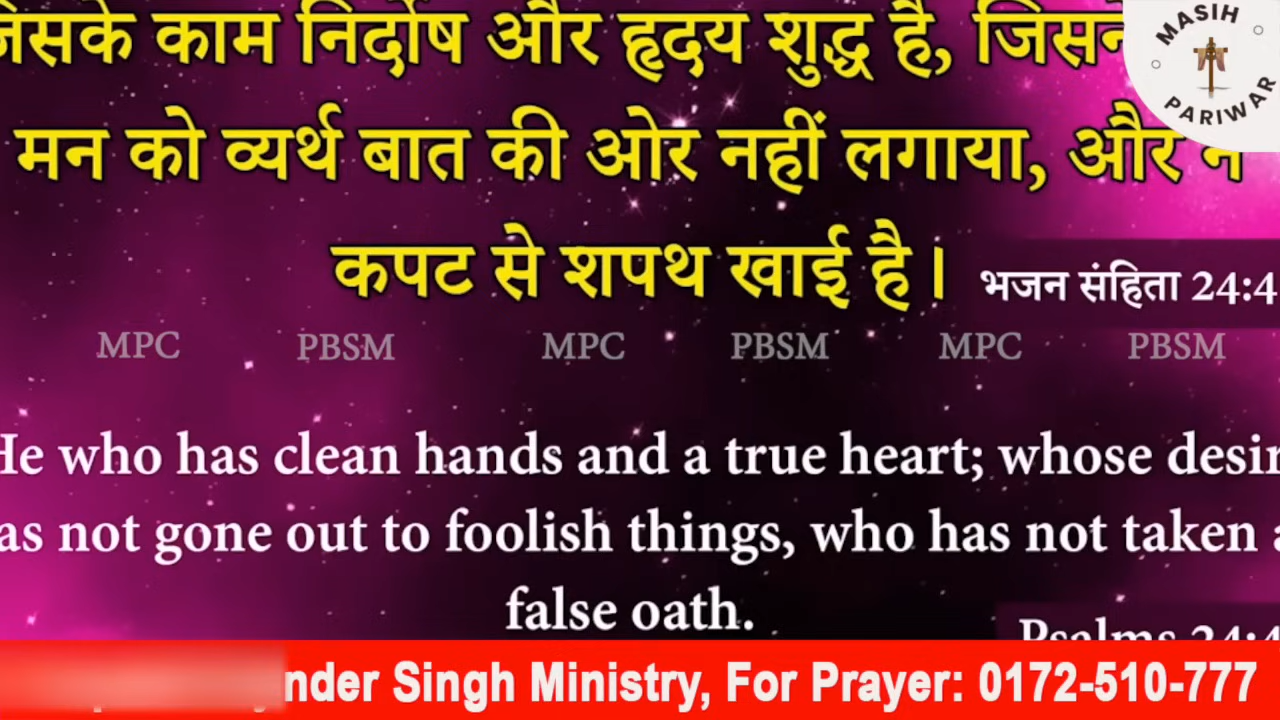 जिसके काम निर्दोष और हृदय शुद्ध है, जिसने
MASIH PARIWAR
मन को व्यर्थ बात की ओर नहीं लगाया, और न
कपट से शपथ खाई है। भजन संहिता 24:4
MPC PBSM MPC PBSM MPC PBSM
He who has clean hands and a true heart; whose desir
as not gone out to foolish things, who has not taken a
false oath.
Psalms 24:4
nder Singh Ministry, For Prayer: 0172-510-777